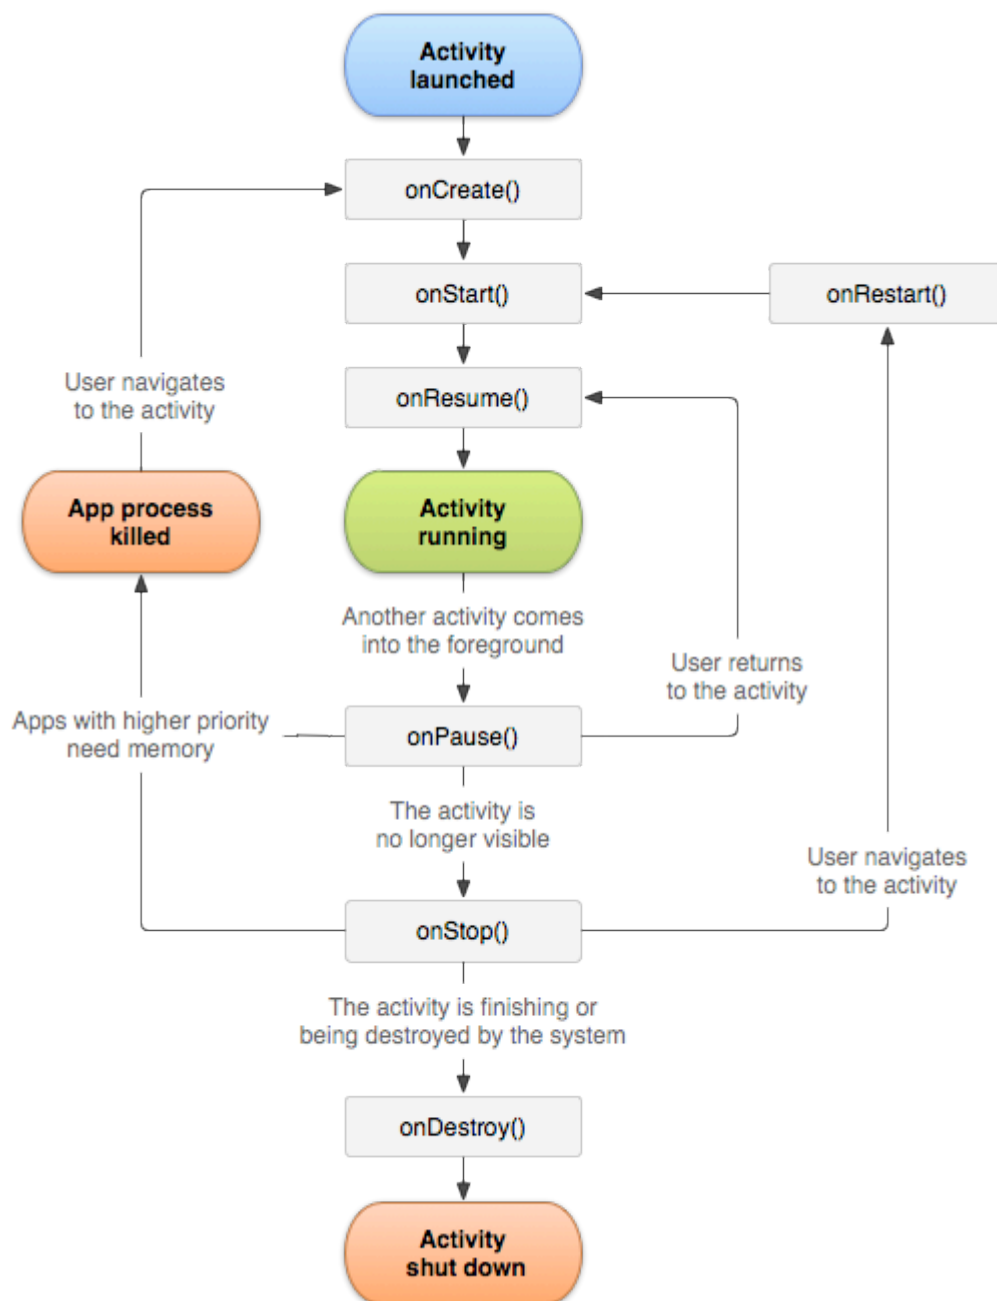 Activity
launched
onCreate()
onStart()
onRestart()
User navigates
to the activity
onResume()
App process
killed
Activity
running
Another activity comes
into the foreground
User returns
to the activity
Apps with higher priority
need memory
onPause()
The activity is
no longer visible
User navigates
to the activity
onStop()
The activity is finishing or
being destroyed by the system
onDestroy()
Activity
shut down